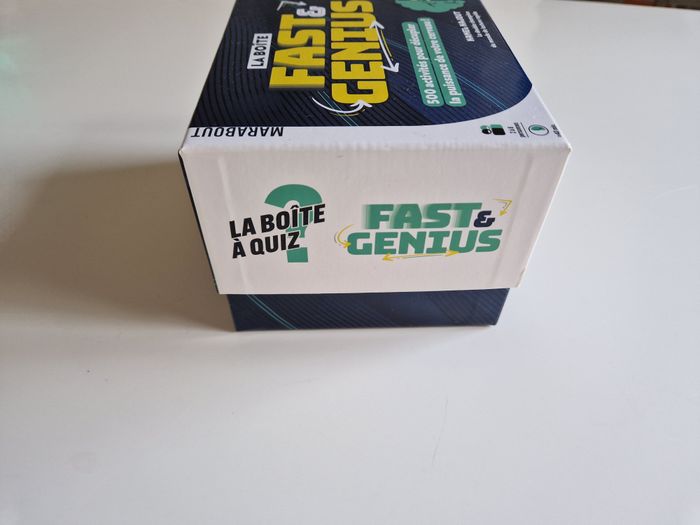 LA BOÎTE
FAST &
GENIUS
500 activités pour décupler
la puissance de votre cerveau !
MARABOUT
LA BOÎTE
À QUIZ
?
FAST &
GENIUS